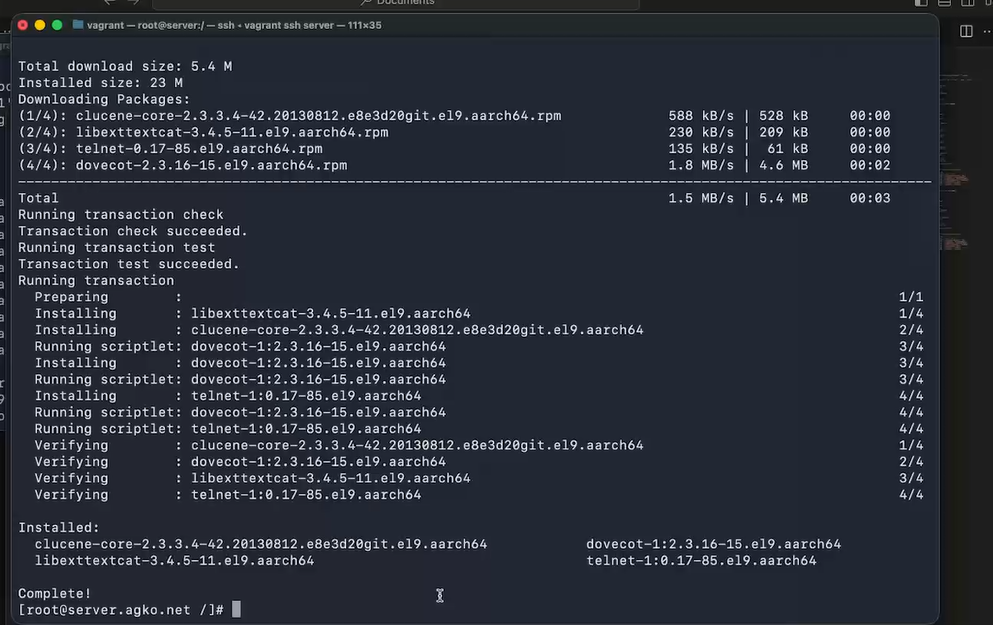 Documents
vagrant — root@server:/ — ssh ‹ vagrant ssh server — 111×35
Total download size: 5.4 M
Installed size: 23 M
Downloading Packages:
(1/4): clucene-core-2.3.3.4-42.20130812.e8e3d20git.el9.aarch64.rpm 588 kB/s | 528 kB 00:00
(2/4): libexttextcat-3.4.5-11.el9.aarch64.rpm 230 kB/s | 209 kB 00:00
(3/4): telnet-0.17-85.el9.aarch64.rpm 135 kB/s | 61 kB 00:00
(4/4): dovecot-2.3.16-15.el9.aarch64.rpm 1.8 MB/s | 4.6 MB 00:02
Total 1.5 MB/s | 5.4 MB 00:03
Running transaction check
Transaction check succeeded.
Running transaction test
Transaction test succeeded.
Running transaction
Preparing : 1/1
Installing : libexttextcat-3.4.5-11.el9.aarch64 1/4
Installing : clucene-core-2.3.3.4-42.20130812.e8e3d20git.el9.aarch64 2/4
Running scriptlet: dovecot-1:2.3.16-15.el9.aarch64 3/4
Installing : dovecot-1:2.3.16-15.el9.aarch64 3/4
Running scriptlet: dovecot-1:2.3.16-15.el9.aarch64 3/4
Installing : telnet-1:0.17-85.el9.aarch64 4/4
Running scriptlet: dovecot-1:2.3.16-15.el9.aarch64 4/4
Running scriptlet: telnet-1:0.17-85.el9.aarch64 4/4
Verifying : clucene-core-2.3.3.4-42.20130812.e8e3d20git.el9.aarch64 1/4
Verifying : dovecot-1:2.3.16-15.el9.aarch64 2/4
Verifying : libexttextcat-3.4.5-11.el9.aarch64 3/4
Verifying : telnet-1:0.17-85.el9.aarch64 4/4
Installed:
clucene-core-2.3.3.4-42.20130812.e8e3d20git.el9.aarch64 dovecot-1:2.3.16-15.el9.aarch64
libexttextcat-3.4.5-11.el9.aarch64 telnet-1:0.17-85.el9.aarch64
Complete!
[root@server.agko.net /]#